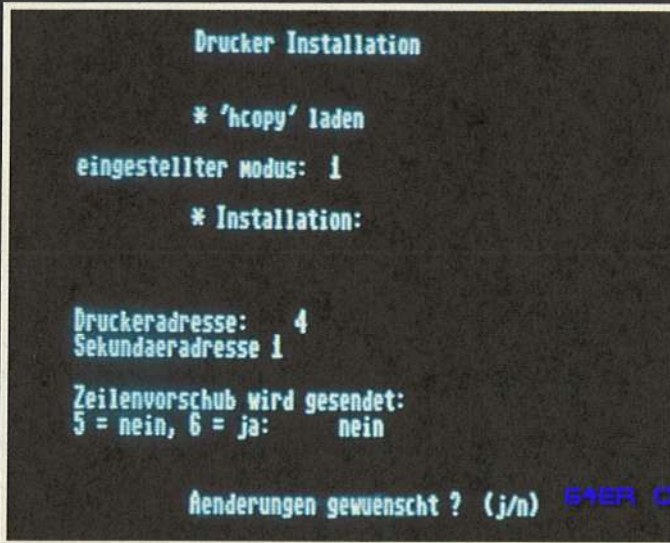 Drucker Installation
* 'hcopy' laden
eingestellter modus: 1
* Installation:
Druckeradresse: 4
Sekundaeradresse 1
Zeilenvorschub wird gesendet:
5 = nein, 6 = ja: nein
Aenderungen gewuenscht ? (j/n)
64ER